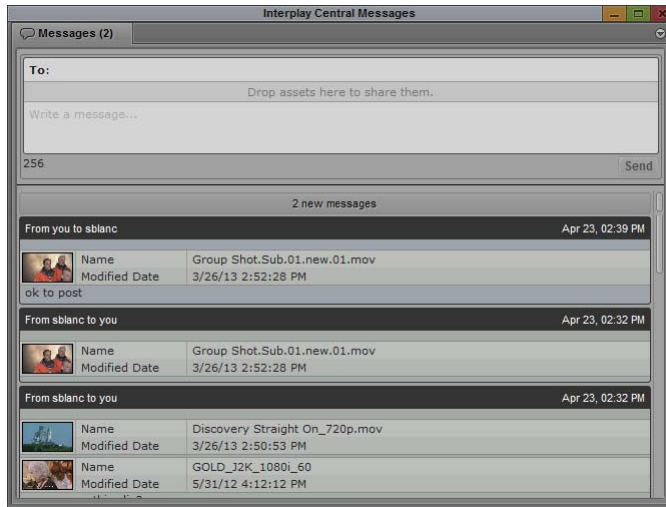 Interplay Central Messages
Messages (2)
To:
Drop assets here to share them.
Write a message...
256
Send
2 new messages
From you to sblanc Apr 23, 02:39 PM
Name Group Shot.Sub.01.new.01.mov
Modified Date 3/26/13 2:52:28 PM
ok to post
From sblanc to you Apr 23, 02:32 PM
Name Group Shot.Sub.01.new.01.mov
Modified Date 3/26/13 2:52:28 PM
From sblanc to you Apr 23, 02:32 PM
Name Discovery Straight On_720p.mov
Modified Date 3/26/13 2:50:53 PM
Name GOLD_J2K_1080i_60
Modified Date 5/31/12 4:12:12 PM